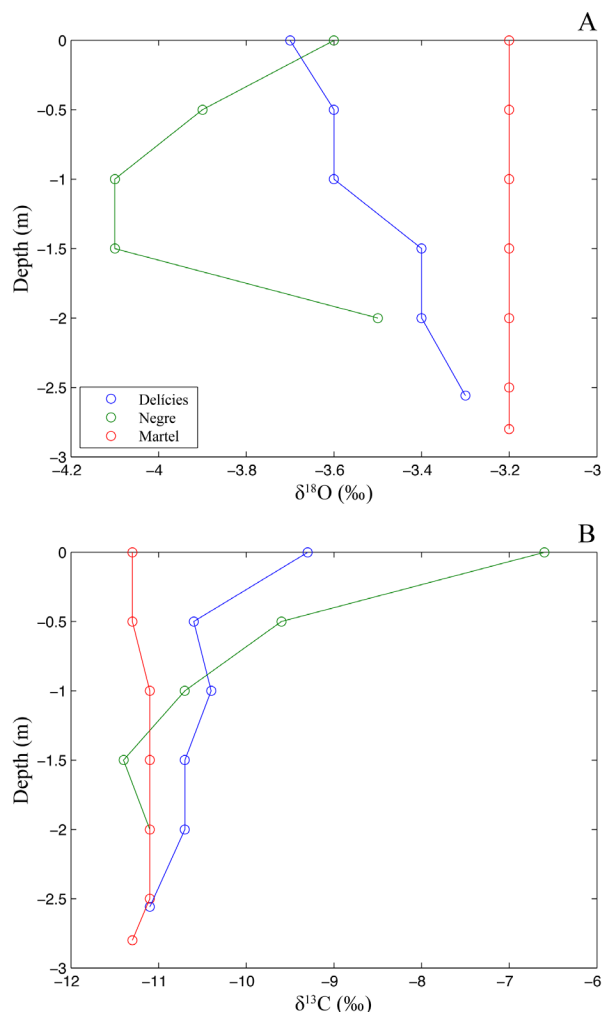 A
0
-0.5
-1
-1.5
-2
-2.5
-3
Depth (m)
Delícies
Negre
Martel
-4.2 -4 -3.8 -3.6 -3.4 -3.2 -3
δ¹⁸O (‰)
B
0
-0.5
-1
-1.5
-2
-2.5
-3
Depth (m)
-12 -11 -10 -9 -8 -7 -6
δ¹³C (‰)